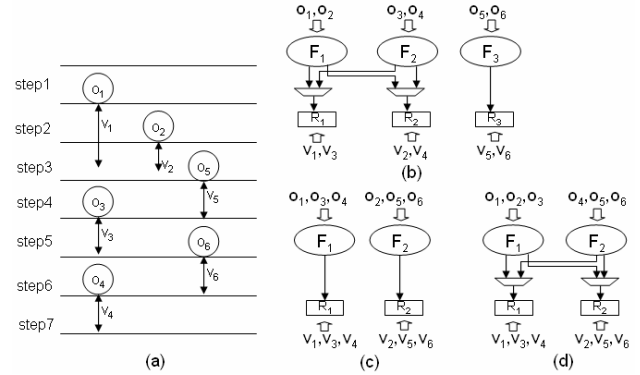 step1
step2
step3
step4
step5
step6
step7
O1
V1
O2
V2
O5
V5
O3
V3
O6
V6
O4
V4
(a)
O1,O2
O3,O4
O5,O6
F1
F2
F3
R1
R2
R3
V1,V3
V2,V4
V5,V6
(b)
O1,O3,O4
O2,O5,O6
F1
F2
R1
R2
V1,V3,V4
V2,V5,V6
(c)
O1,O2,O3
O4,O5,O6
F1
F2
R1
R2
V1,V3,V4
V2,V5,V6
(d)